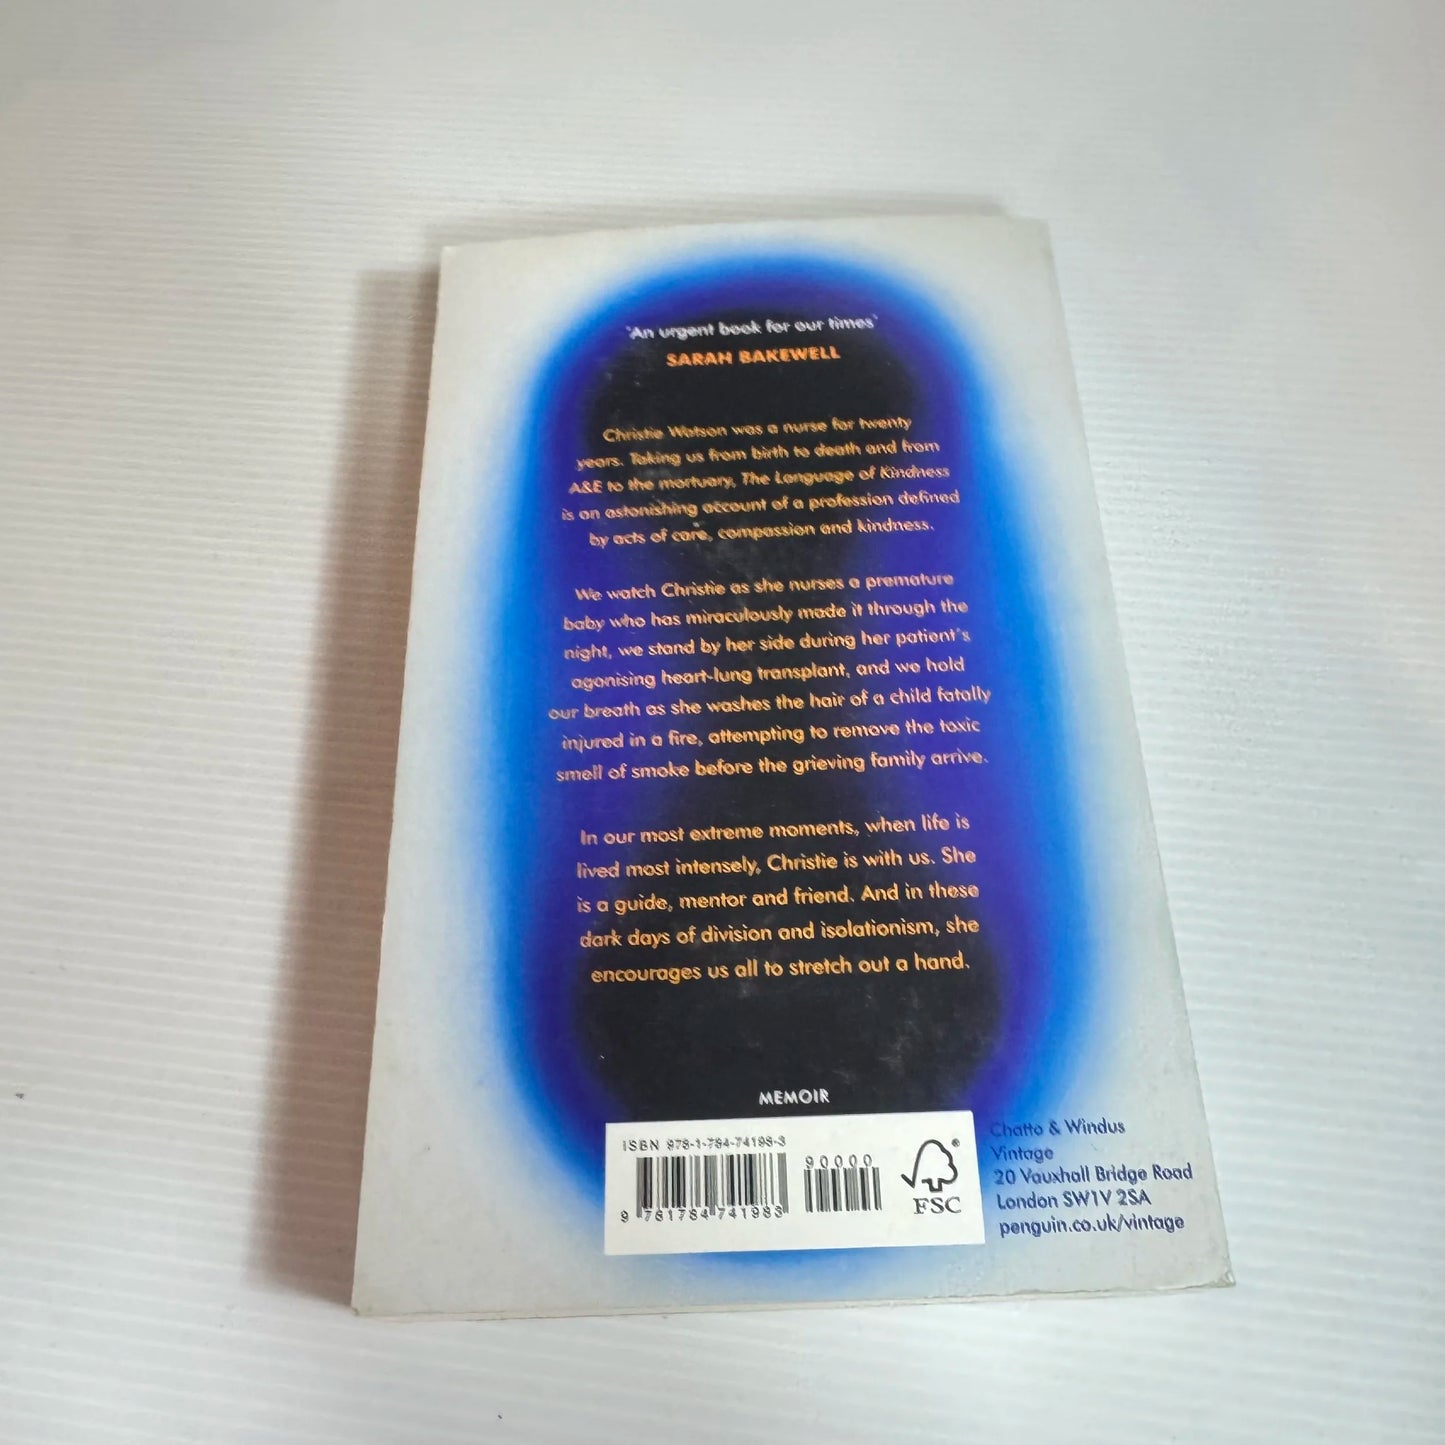 'An urgent book for our times'
SARAH BAKEWELL
Christie Watson was a nurse for twenty
years. Taking us from birth to death and from
A&E to the mortuary, The Language of Kindness
is an astonishing account of a profession defined
by acts of care, compassion and kindness.
We watch Christie as she nurses a premature
baby who has miraculously made it through the
night, we stand by her side during her patient's
agonising heart-lung transplant, and we hold
our breath as she washes the hair of a child fatally
injured in a fire, attempting to remove the toxic
smell of smoke before the grieving family arrive.
In our most extreme moments, when life is
lived most intensely, Christie is with us. She
is a guide, mentor and friend. And in these
dark days of division and isolationism, she
encourages us all to stretch out a hand.
MEMOIR
ISBN 978-1-784-74198-3
90000
9 781784 741983
FSC
Chatto & Windus
Vintage
20 Vauxhall Bridge Road
London SW1V 2SA
penguin.co.uk/vintage